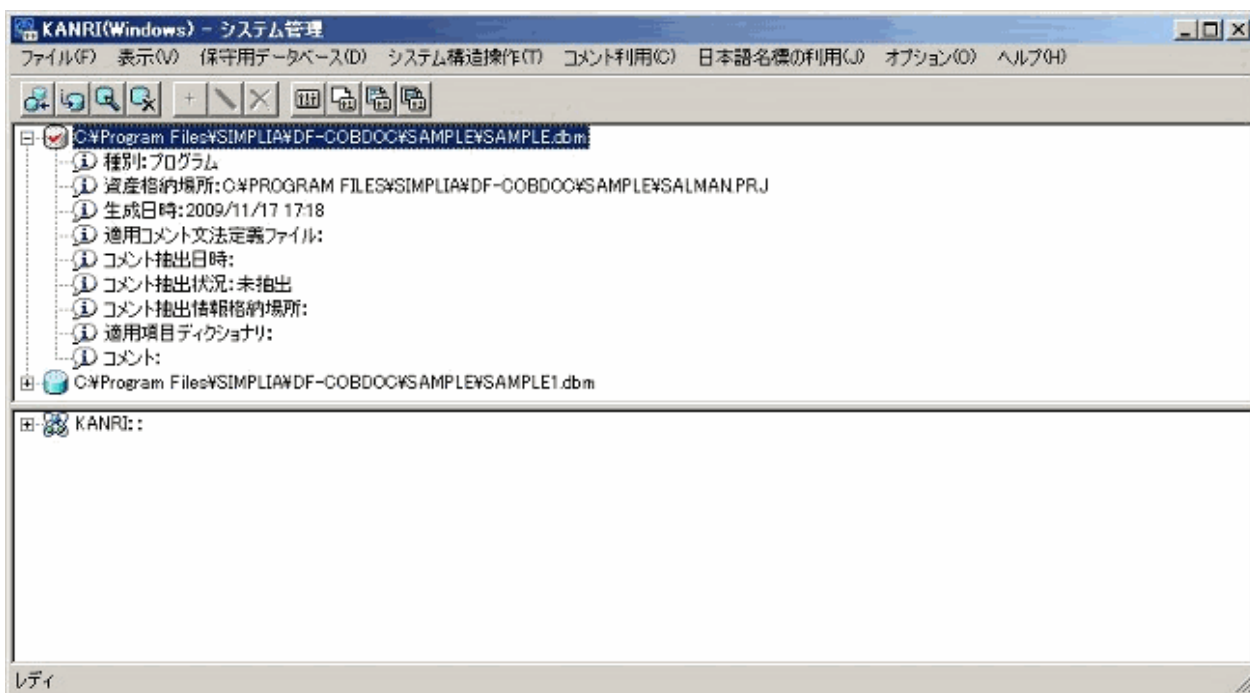 KANRI(Windows) - システム管理
ファイル(F) 表示(V) 保守用データベース(D) システム構造操作(T) コメント利用(C) 日本語名標の利用(J) オプション(O) ヘルプ(H)
C:¥Program Files¥SIMPLIA¥DF-COBDOC¥SAMPLE¥SAMPLE.dbm
種別:プログラム
資産格納場所:C:¥PROGRAM FILES¥SIMPLIA¥DF-COBDOC¥SAMPLE¥SALMAN.PRJ
生成日時:2009/11/17 17:18
適用コメント文法定義ファイル:
コメント抽出日時:
コメント抽出状況:未抽出
コメント抽出情報格納場所:
適用項目ディクショナリ:
コメント:
C:¥Program Files¥SIMPLIA¥DF-COBDOC¥SAMPLE¥SAMPLE1.dbm
KANRI::
レディ